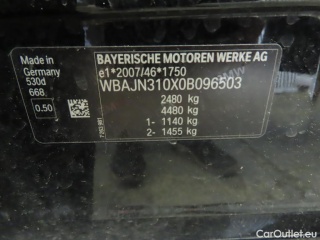 BAYERISCHE MOTOREN WERKE AG
Made in
Germany
530d
668
0.50
e1*2007/46*1750
WBAJN310X0B096503
2480 kg
4480 kg
1- 1140 kg
2- 1455 kg
© CarOutlet.eu